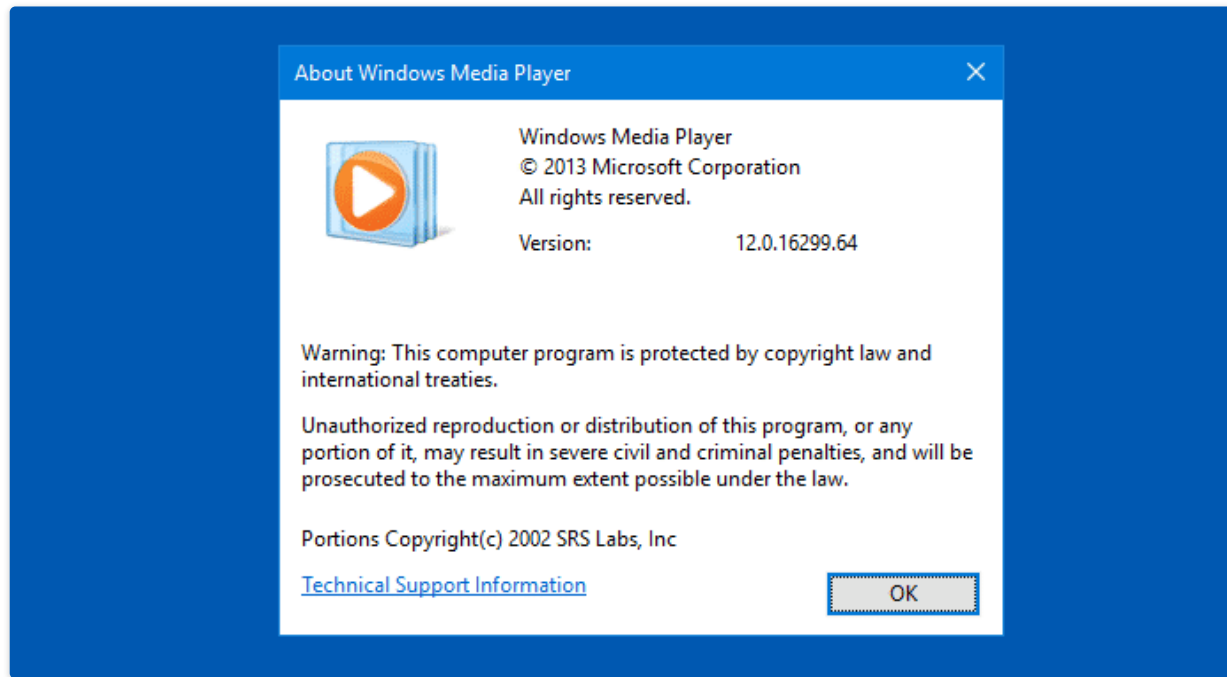 About Windows Media Player
Windows Media Player
© 2013 Microsoft Corporation
All rights reserved.
Version: 12.0.16299.64
Warning: This computer program is protected by copyright law and
international treaties.
Unauthorized reproduction or distribution of this program, or any
portion of it, may result in severe civil and criminal penalties, and will be
prosecuted to the maximum extent possible under the law.
Portions Copyright(c) 2002 SRS Labs, Inc
Technical Support Information
OK